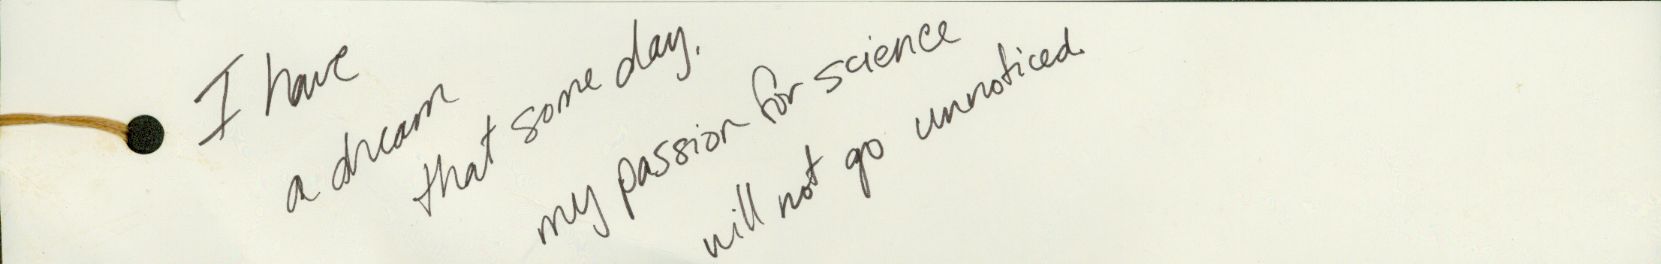 I have
a dream
that some day,
my passion for science
will not go unnoticed.